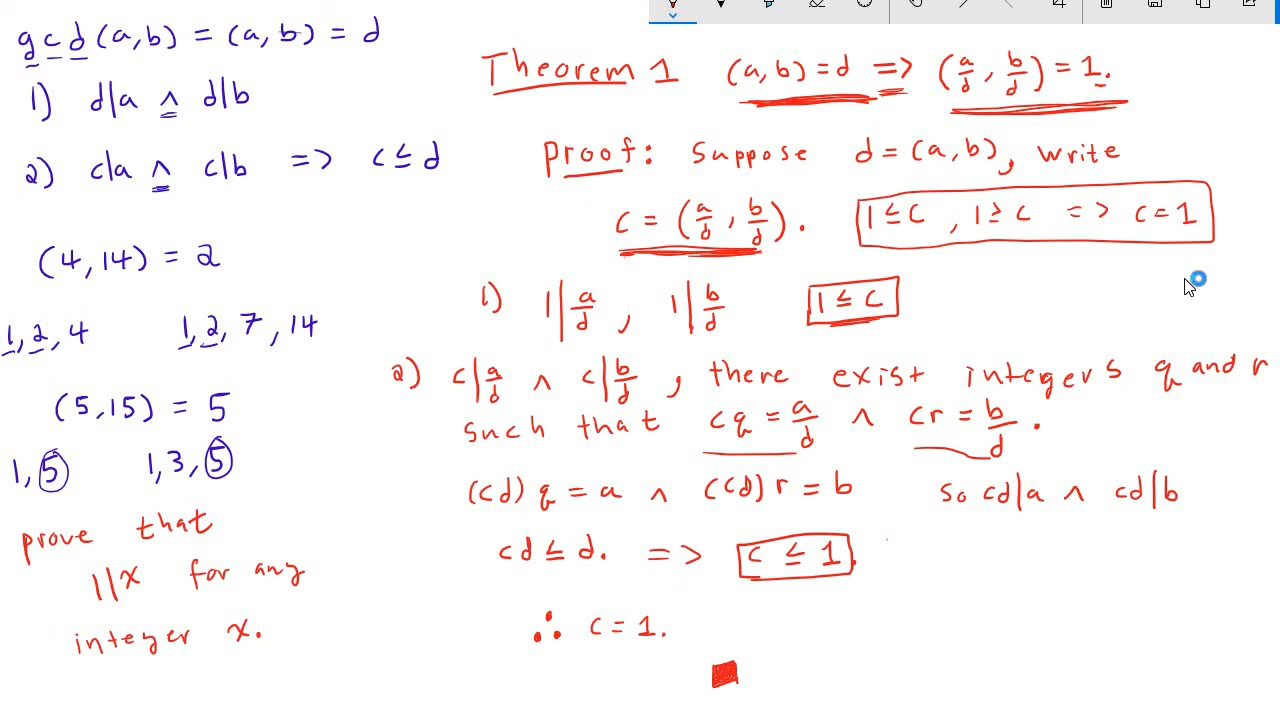 gcd(a,b) = (a,b) = d
1) d|a ∧ d|b
2) c|a ∧ c|b => c ≤ d
(4,14) = 2
1,2,4 1,2,7,14
(5,15) = 5
1,5 1,3,5
prove that
1|x for any
integer x.
Theorem 1 (a,b)=d => (a/d, b/d) = 1.
Proof: Suppose d=(a,b), write
c = (a/d, b/d). 1≤c, 1≥c => c=1
1) 1|a/d, 1|b/d 1≤c
2) c|a/d ∧ c|b/d, there exist integers q and r
such that cq = a/d ∧ cr = b/d.
(cd)q = a ∧ (cd)r = b so cd|a ∧ cd|b
cd ≤ d. => c ≤ 1.
∴ c = 1.